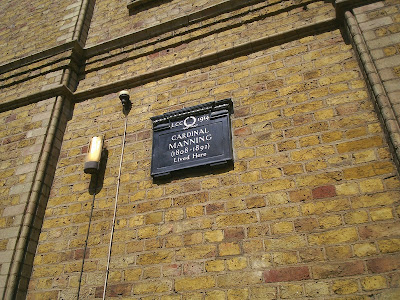 L.C.C. 1914
CARDINAL
MANNING
(1808-1892)
Lived Here